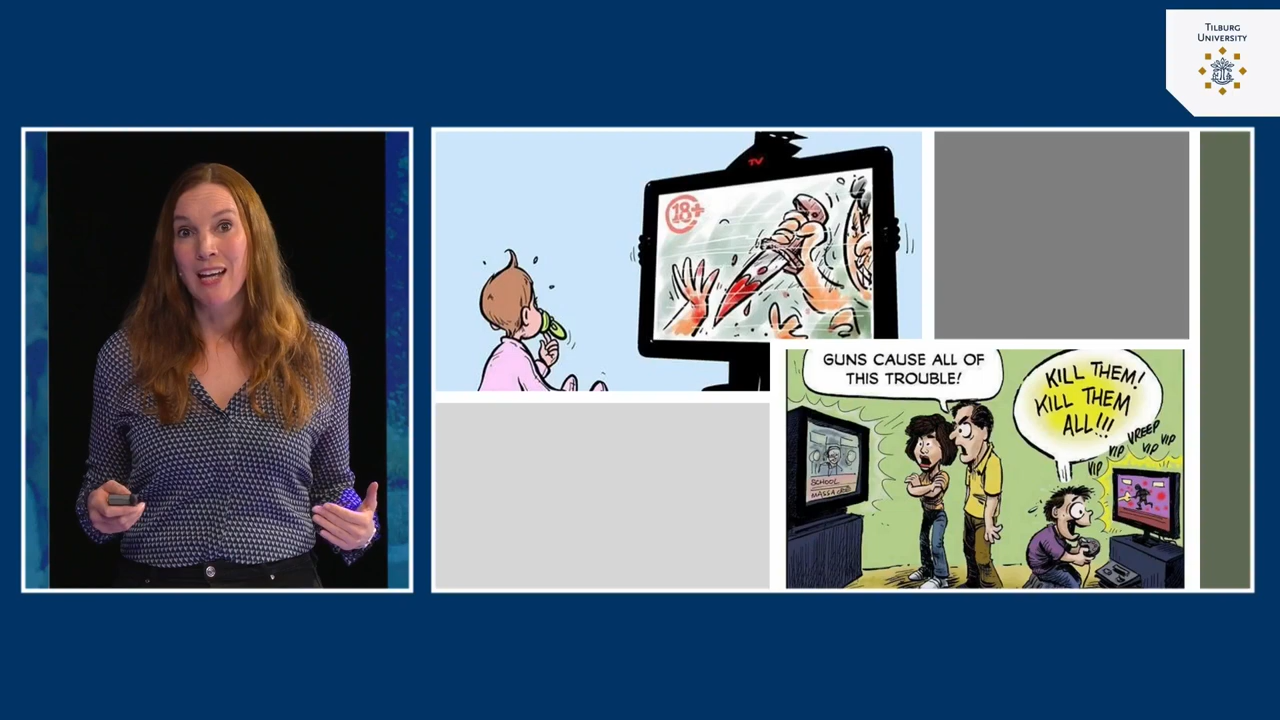 TILBURG
UNIVERSITY
TV
18+
GUNS CAUSE ALL OF
THIS TROUBLE!
KILL THEM!
KILL THEM
ALL!!!
VIP VIP VREEP VIP VIP
SCHOOL